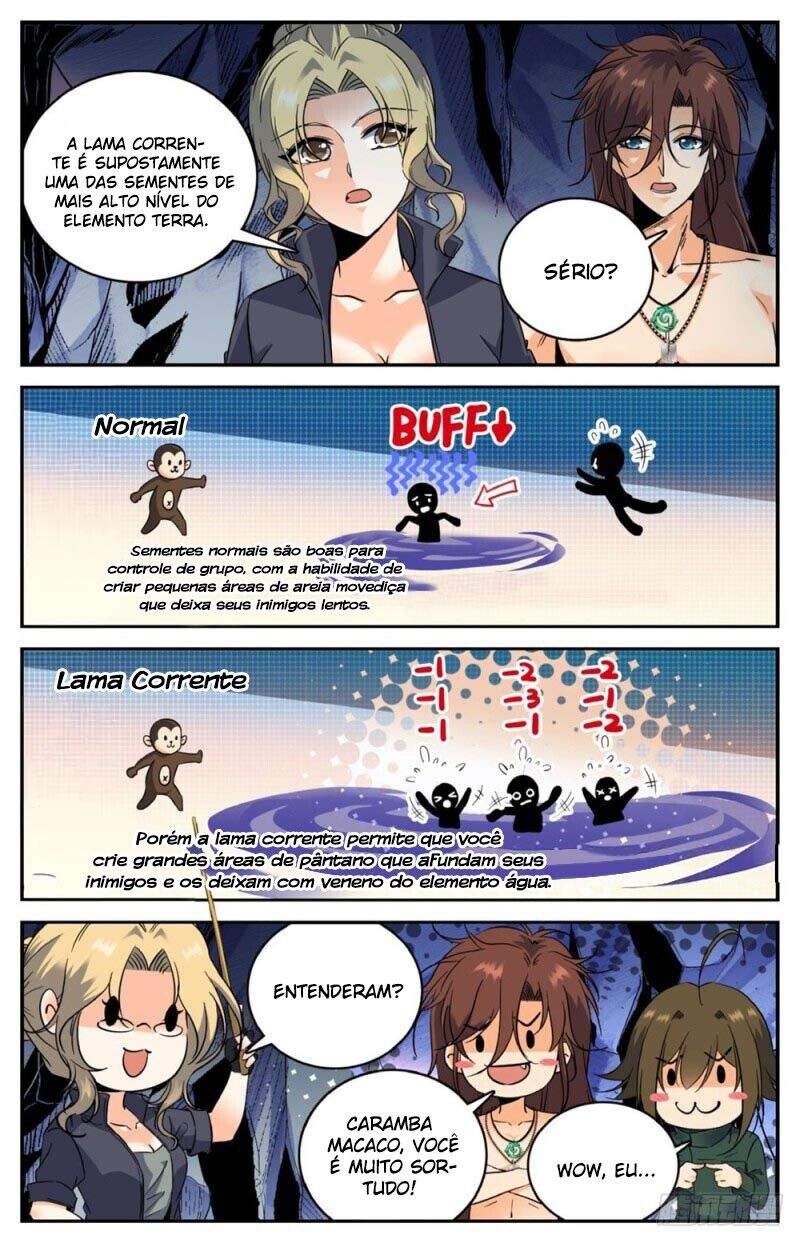 A LAMA CORREN-
TE É SUPOSTAMENTE
UMA DAS SEMENTES DE
MAIS ALTO NÍVEL DO
ELEMENTO TERRA.
SÉRIO?
Normal
BUFF↓
Sementes normais são boas para
controle de grupo, com a habilidade de
criar pequenas áreas de areia movediça
que deixa seus inimigos lentos.
Lama Corrente
-1 -2 -2
-1 -3 -1
-1 -1 -2
Porém a lama corrente permite que você
crie grandes áreas de pântano que afundam seus
inimigos e os deixam com veneno do elemento água.
ENTENDERAM?
CARAMBA
MACACO, VOCÊ
É MUITO SOR-
TUDO!
WOW, EU...